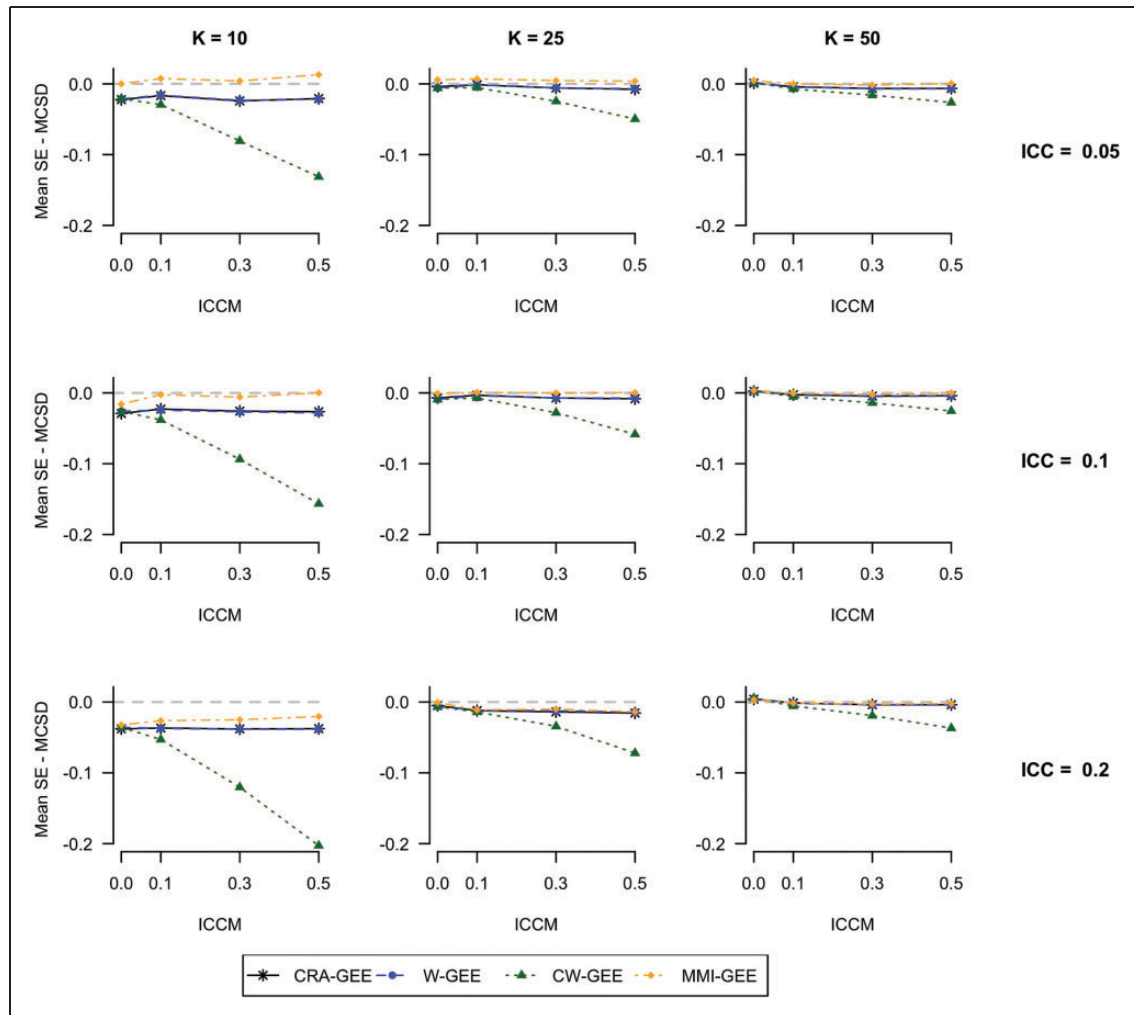 K = 10 K = 25 K = 50
Mean SE - MCSD
0.0
-0.1
-0.2
0.0 0.1 0.3 0.5
ICCM
0.0
-0.1
-0.2
0.0 0.1 0.3 0.5
ICCM
0.0
-0.1
-0.2
0.0 0.1 0.3 0.5
ICCM
ICC = 0.05
Mean SE - MCSD
0.0
-0.1
-0.2
0.0 0.1 0.3 0.5
ICCM
0.0
-0.1
-0.2
0.0 0.1 0.3 0.5
ICCM
0.0
-0.1
-0.2
0.0 0.1 0.3 0.5
ICCM
ICC = 0.1
Mean SE - MCSD
0.0
-0.1
-0.2
0.0 0.1 0.3 0.5
ICCM
0.0
-0.1
-0.2
0.0 0.1 0.3 0.5
ICCM
0.0
-0.1
-0.2
0.0 0.1 0.3 0.5
ICCM
ICC = 0.2
CRA-GEE W-GEE CW-GEE MMI-GEE